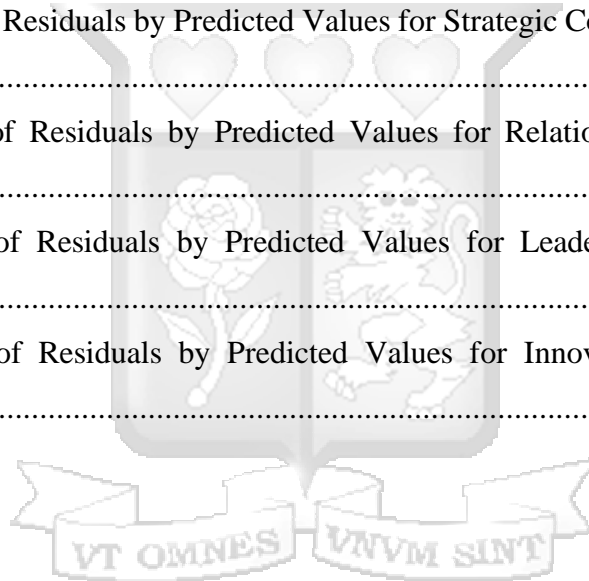 Residuals by Predicted Values for Strategic Co
................................................................................
of Residuals by Predicted Values for Relatio
................................................................................
of Residuals by Predicted Values for Leade
................................................................................
of Residuals by Predicted Values for Innov
................................................................................
VT OMNES VNVM SINT